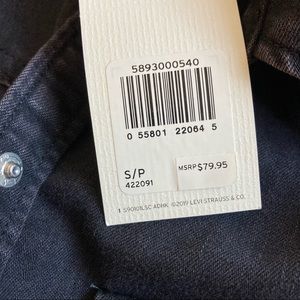 5893000540
0 55801 22064 5
S/P
422091
MSRP $79.95
©2019 LEVI STRAUSS & CO.